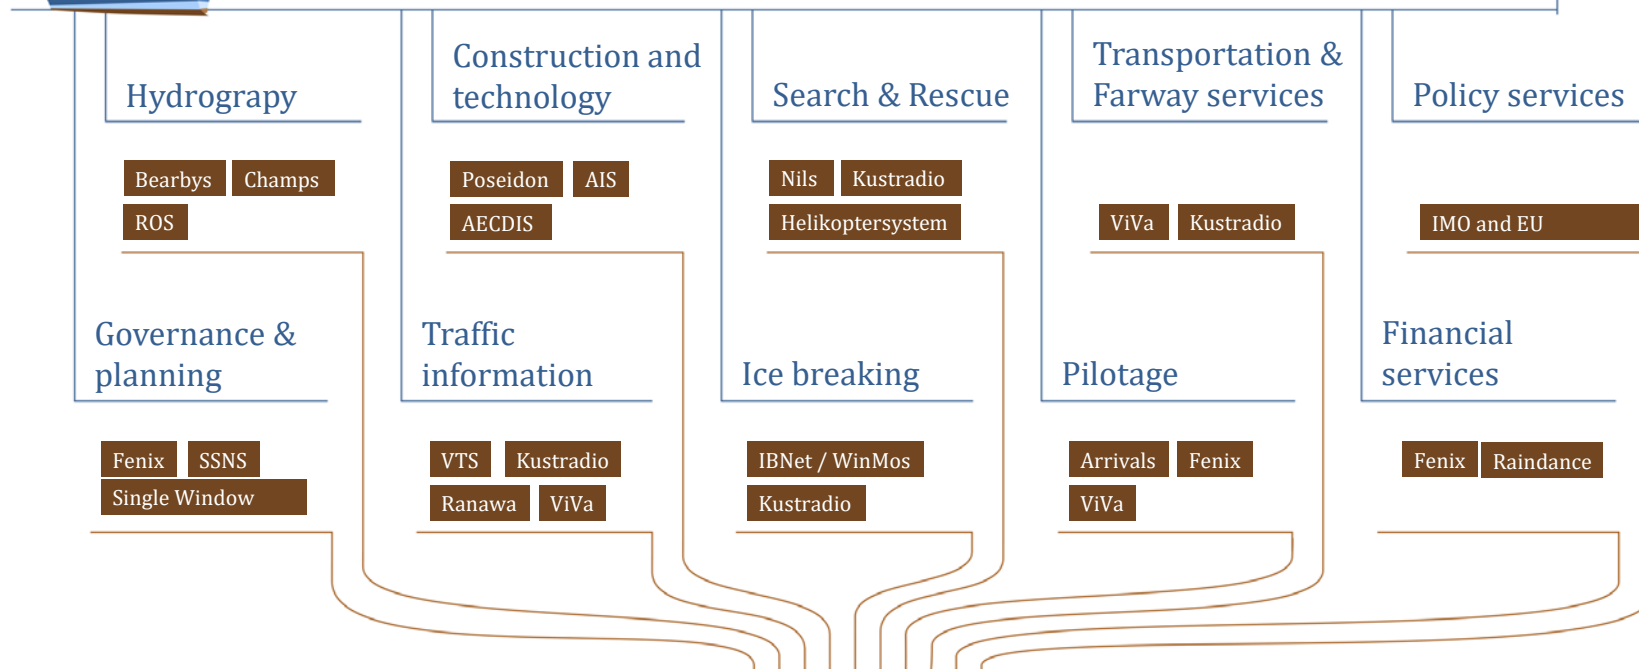 Hydrograpy
Bearbys Champs
ROS
Construction and
technology
Poseidon AIS
AECDIS
Search & Rescue
Nils Kustradio
Helikoptersystem
Transportation &
Farway services
ViVa Kustradio
Policy services
IMO and EU
Governance &
planning
Fenix SSNS
Single Window
Traffic
information
VTS Kustradio
Ranawa ViVa
Ice breaking
IBNet / WinMos
Kustradio
Pilotage
Arrivals Fenix
ViVa
Financial
services
Fenix Raindance